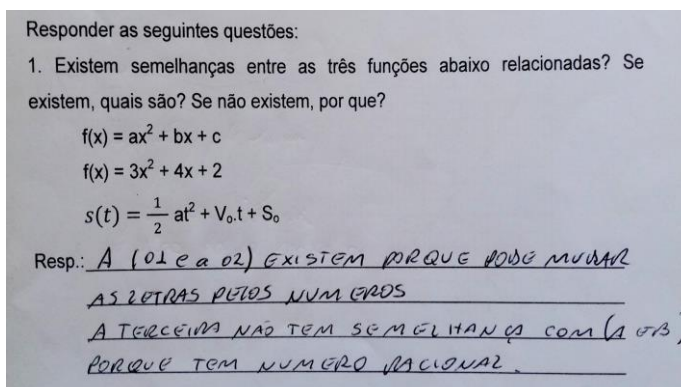 Responder as seguintes questões:
1. Existem semelhanças entre as três funções abaixo relacionadas? Se
existem, quais são? Se não existem, por que?
f(x) = ax² + bx + c
f(x) = 3x² + 4x + 2
s(t) = 1/2 at² + V₀.t + S₀
Resp.: A (01 e a 02) EXISTEM PORQUE PODE MUDAR
AS LETRAS PELOS NUMEROS
A TERCEIRA NÃO TEM SEMELHANÇA COM (A
PORQUE TEM NUMERO RACIONAL.